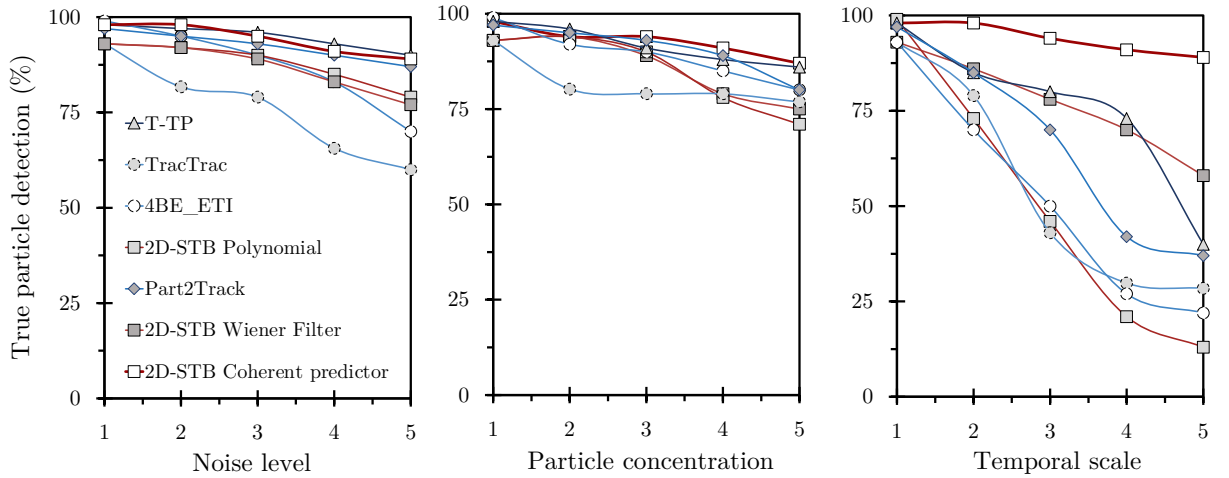 True particle detection (%)
100
75
50
25
0
T-TP
TracTrac
4BE_ETI
2D-STB Polynomial
Part2Track
2D-STB Wiener Filter
2D-STB Coherent predictor
1 2 3 4 5
Noise level
100
75
50
25
0
1 2 3 4 5
Particle concentration
100
75
50
25
0
1 2 3 4 5
Temporal scale